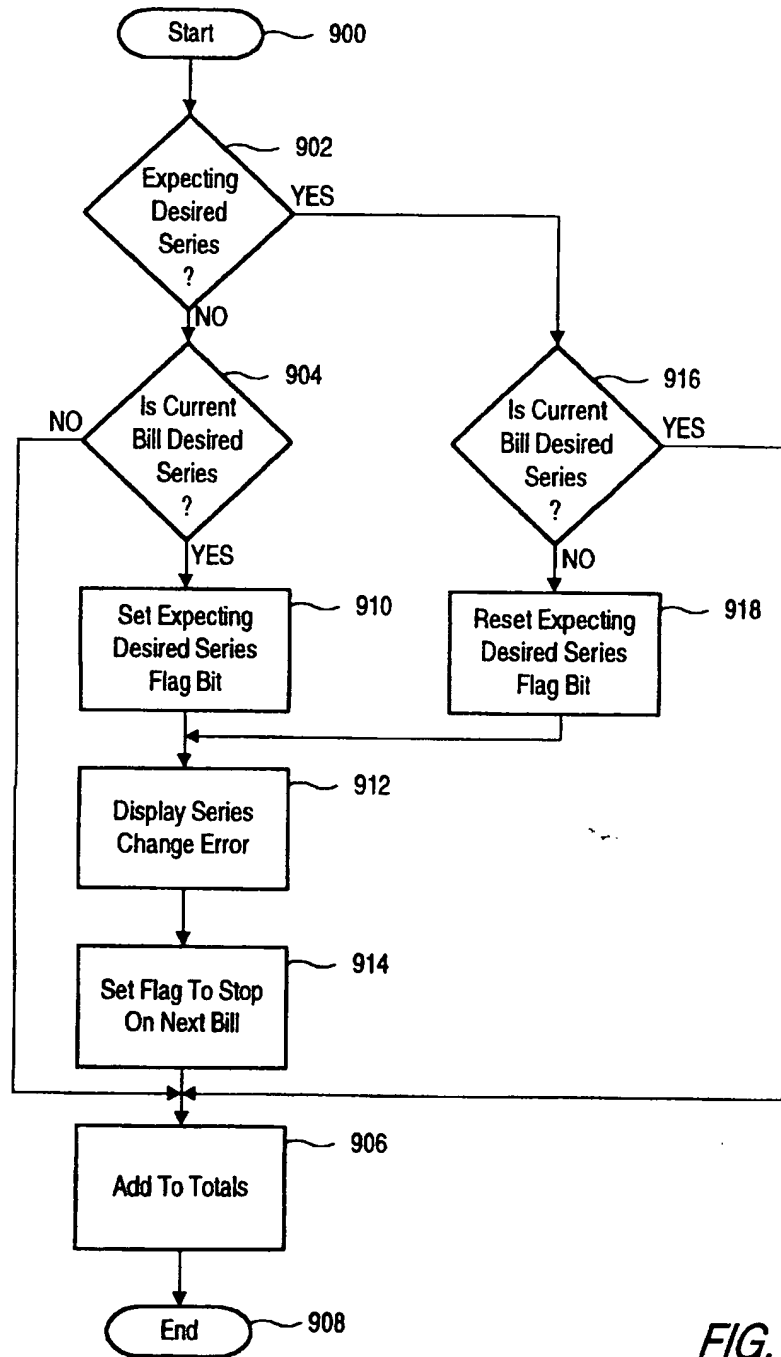 Start
900
902
Expecting
Desired
Series
?
YES
NO
904
916
Is Current
Bill Desired
Series
?
NO
YES
Is Current
Bill Desired
Series
?
YES
NO
910
Set Expecting
Desired Series
Flag Bit
918
Reset Expecting
Desired Series
Flag Bit
912
Display Series
Change Error
914
Set Flag To Stop
On Next Bill
906
Add To Totals
End
908
FIG.